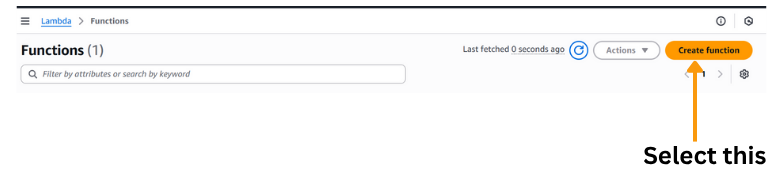 Lambda > Functions
Functions (1)
Last fetched 0 seconds ago
Actions ▼
Create function
Filter by attributes or search by keyword
< 1 >
Select this